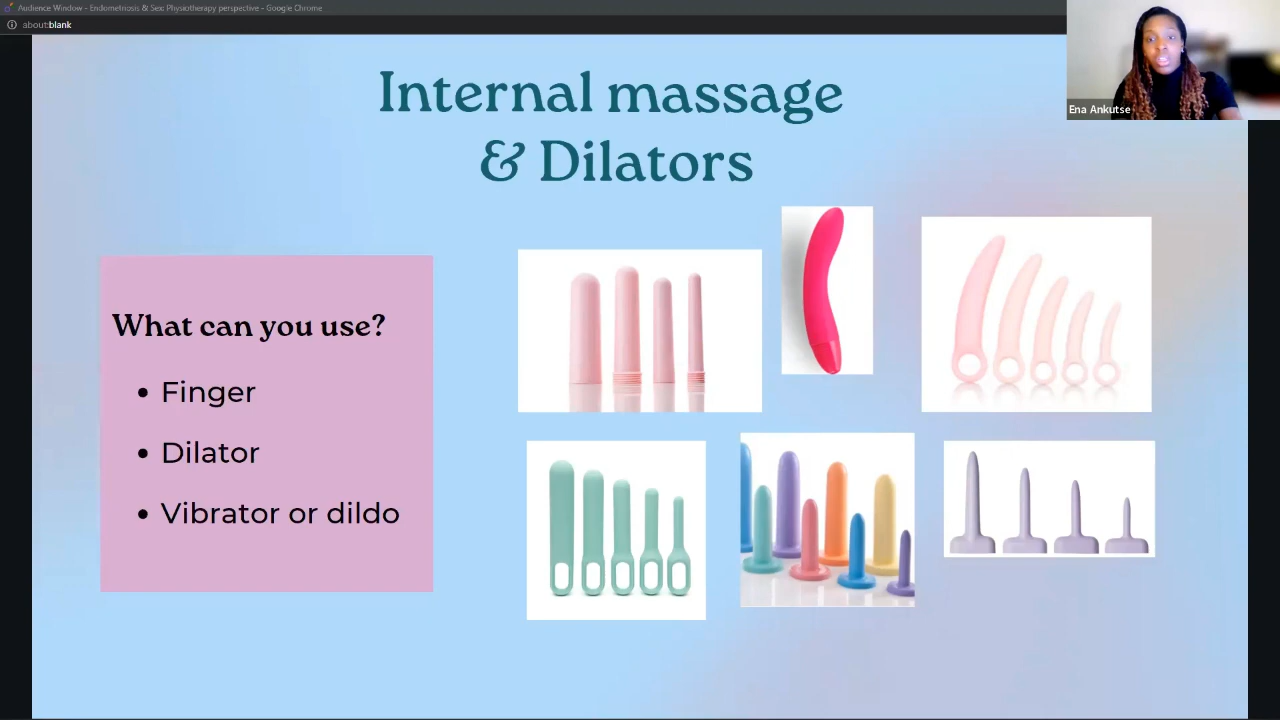 Audience Window - Endometriosis & Sex: Physiotherapy perspective - Google Chrome
about:blank
Ena Ankutse
Internal massage
& Dilators
What can you use?
• Finger
• Dilator
• Vibrator or dildo